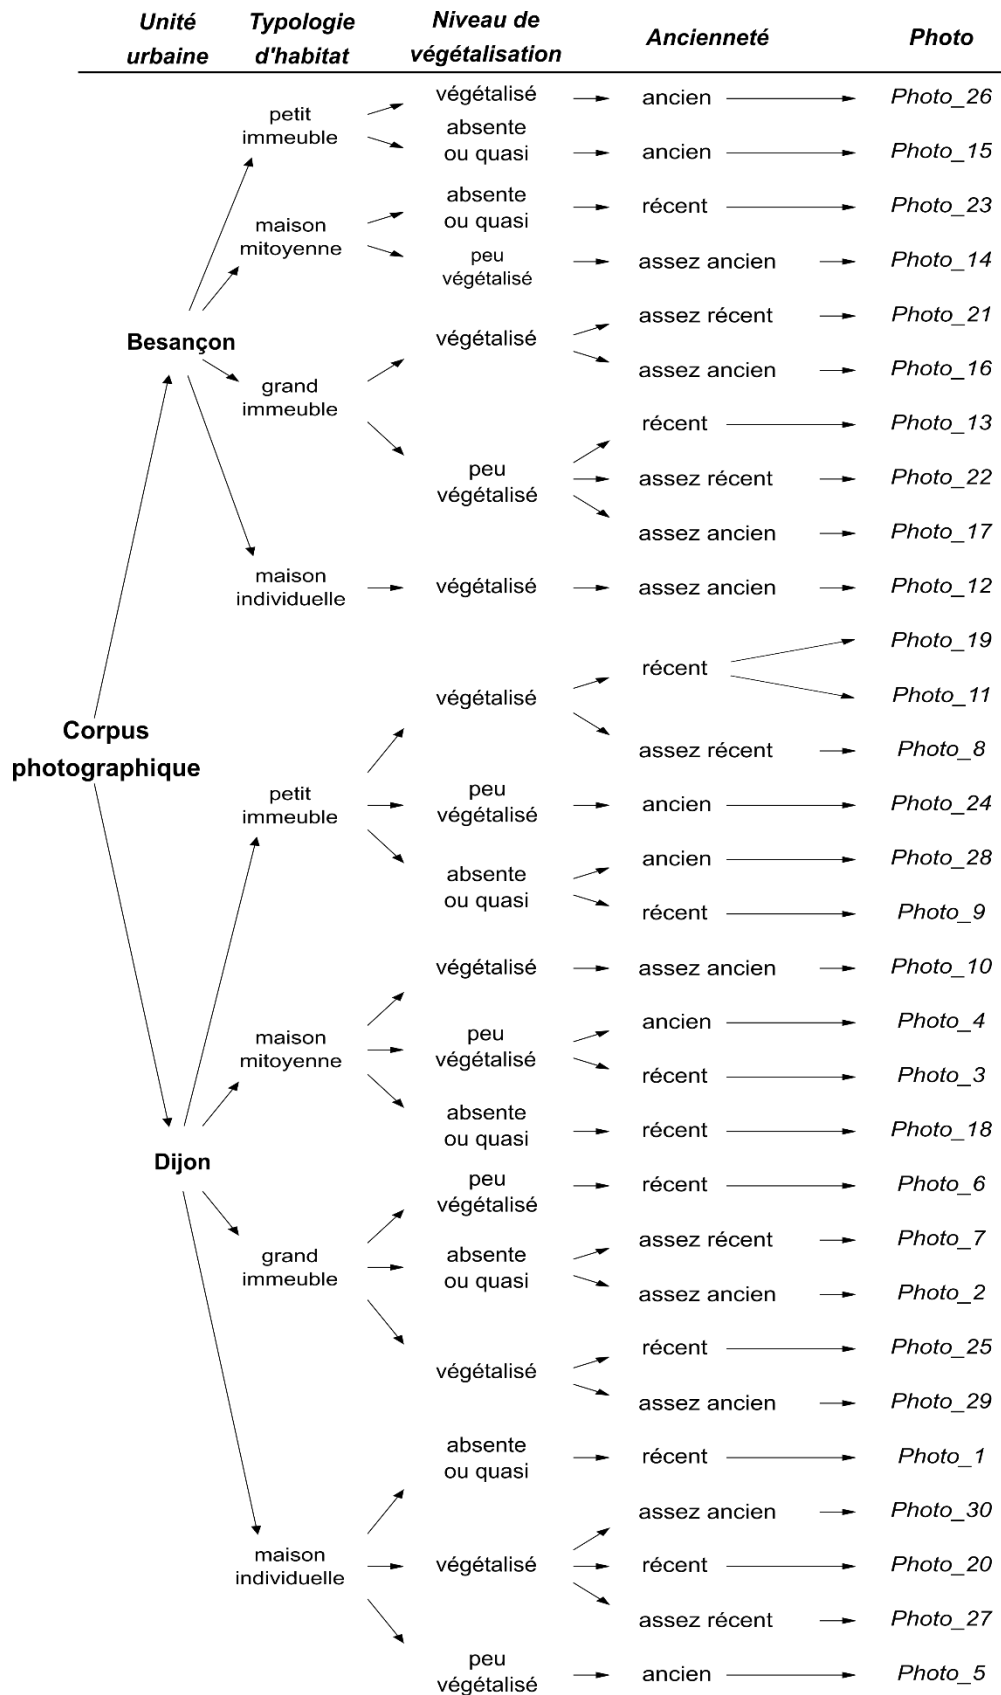 Unité Typologie Niveau de
urbaine d'habitat végétalisation Ancienneté Photo
végétalisé ancien Photo_26
petit
immeuble
absente
ou quasi ancien Photo_15
absente
ou quasi récent Photo_23
maison
mitoyenne
peu
végétalisé assez ancien Photo_14
assez récent Photo_21
Besançon végétalisé
assez ancien Photo_16
grand
immeuble
récent Photo_13
peu
végétalisé assez récent Photo_22
assez ancien Photo_17
maison
individuelle végétalisé assez ancien Photo_12
Photo_19
récent
végétalisé Photo_11
Corpus
photographique
assez récent Photo_8
petit
immeuble
peu
végétalisé ancien Photo_24
ancien Photo_28
absente
ou quasi
récent Photo_9
végétalisé assez ancien Photo_10
ancien Photo_4
maison
mitoyenne
peu
végétalisé
récent Photo_3
absente
ou quasi récent Photo_18
Dijon
peu
végétalisé récent Photo_6
assez récent Photo_7
grand
immeuble
absente
ou quasi
assez ancien Photo_2
récent Photo_25
végétalisé
assez ancien Photo_29
absente
ou quasi récent Photo_1
assez ancien Photo_30
maison
individuelle végétalisé récent Photo_20
assez récent Photo_27
peu
végétalisé ancien Photo_5